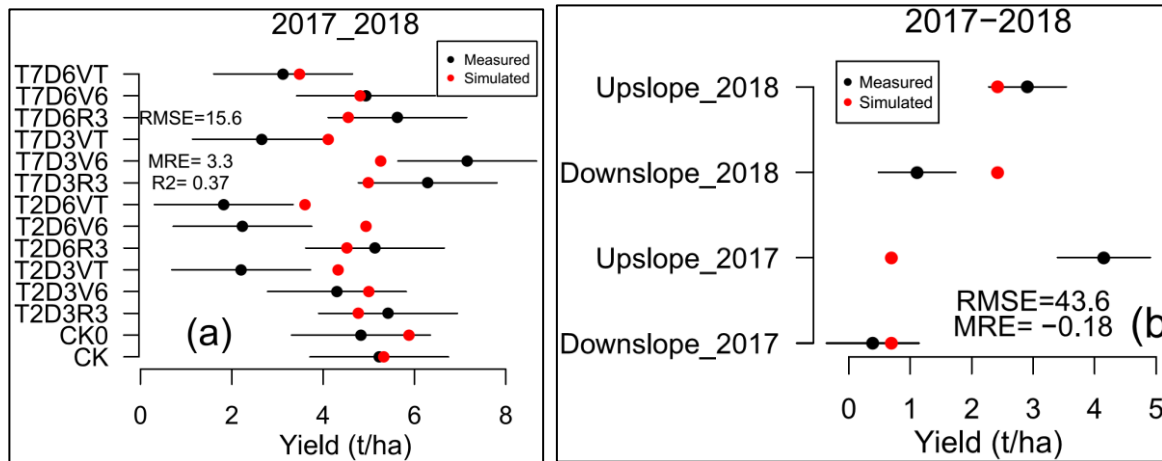 2017_2018
Measured
Simulated
T7D6VT
T7D6V6
T7D6R3
RMSE=15.6
T7D3VT
T7D3V6
MRE= 3.3
T7D3R3
R2= 0.37
T2D6VT
T2D6V6
T2D6R3
T2D3VT
T2D3V6
T2D3R3
CK0
CK
(a)
0 2 4 6 8
Yield (t/ha)
2017−2018
Measured
Simulated
Upslope_2018
Downslope_2018
Upslope_2017
Downslope_2017
RMSE=43.6
MRE= −0.18
(b
0 1 2 3 4 5
Yield (t/ha)